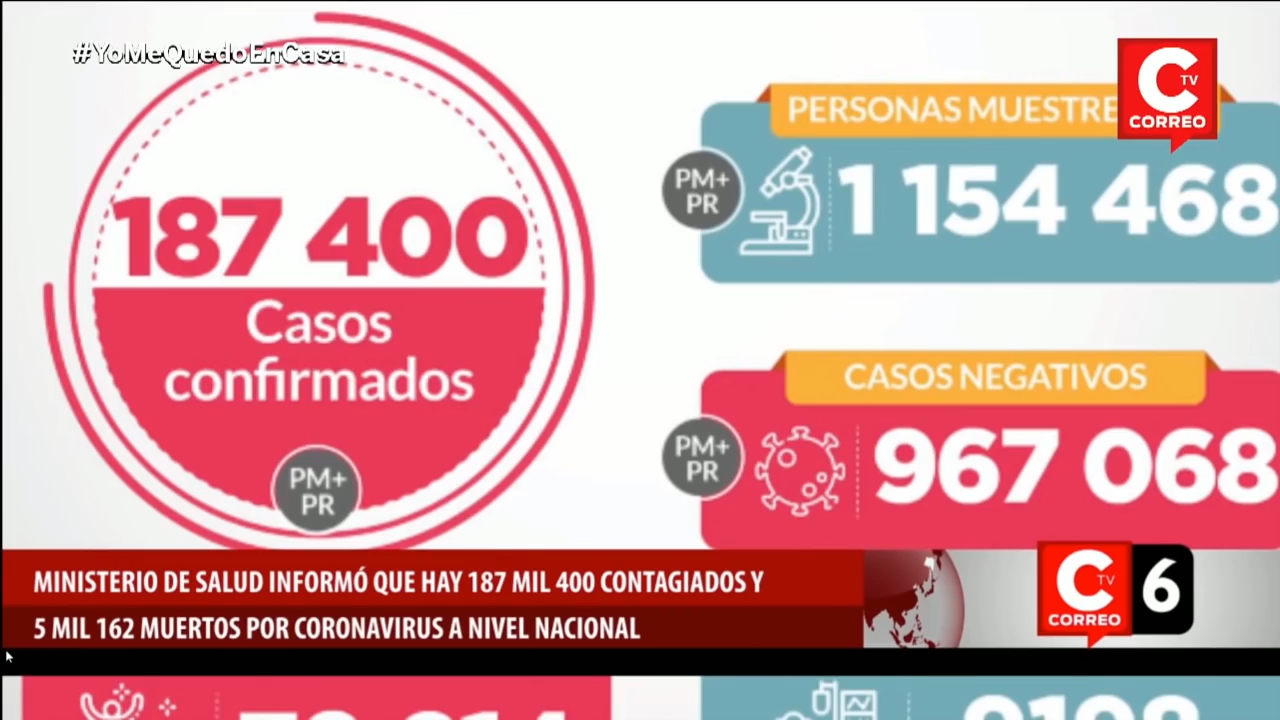 #YoMeQuedoEnCasa
C TV
CORREO
PERSONAS
PM+
PR
1 154 468
187 400
Casos
confirmados
PM+
PR
CASOS NEGATIVOS
PM+
PR
967 068
MINISTERIO DE SALUD INFORMÓ QUE HAY 187 MIL 400 CONTAGIADOS Y
5 MIL 162 MUERTOS POR CORONAVIRUS A NIVEL NACIONAL
C TV
CORREO
6